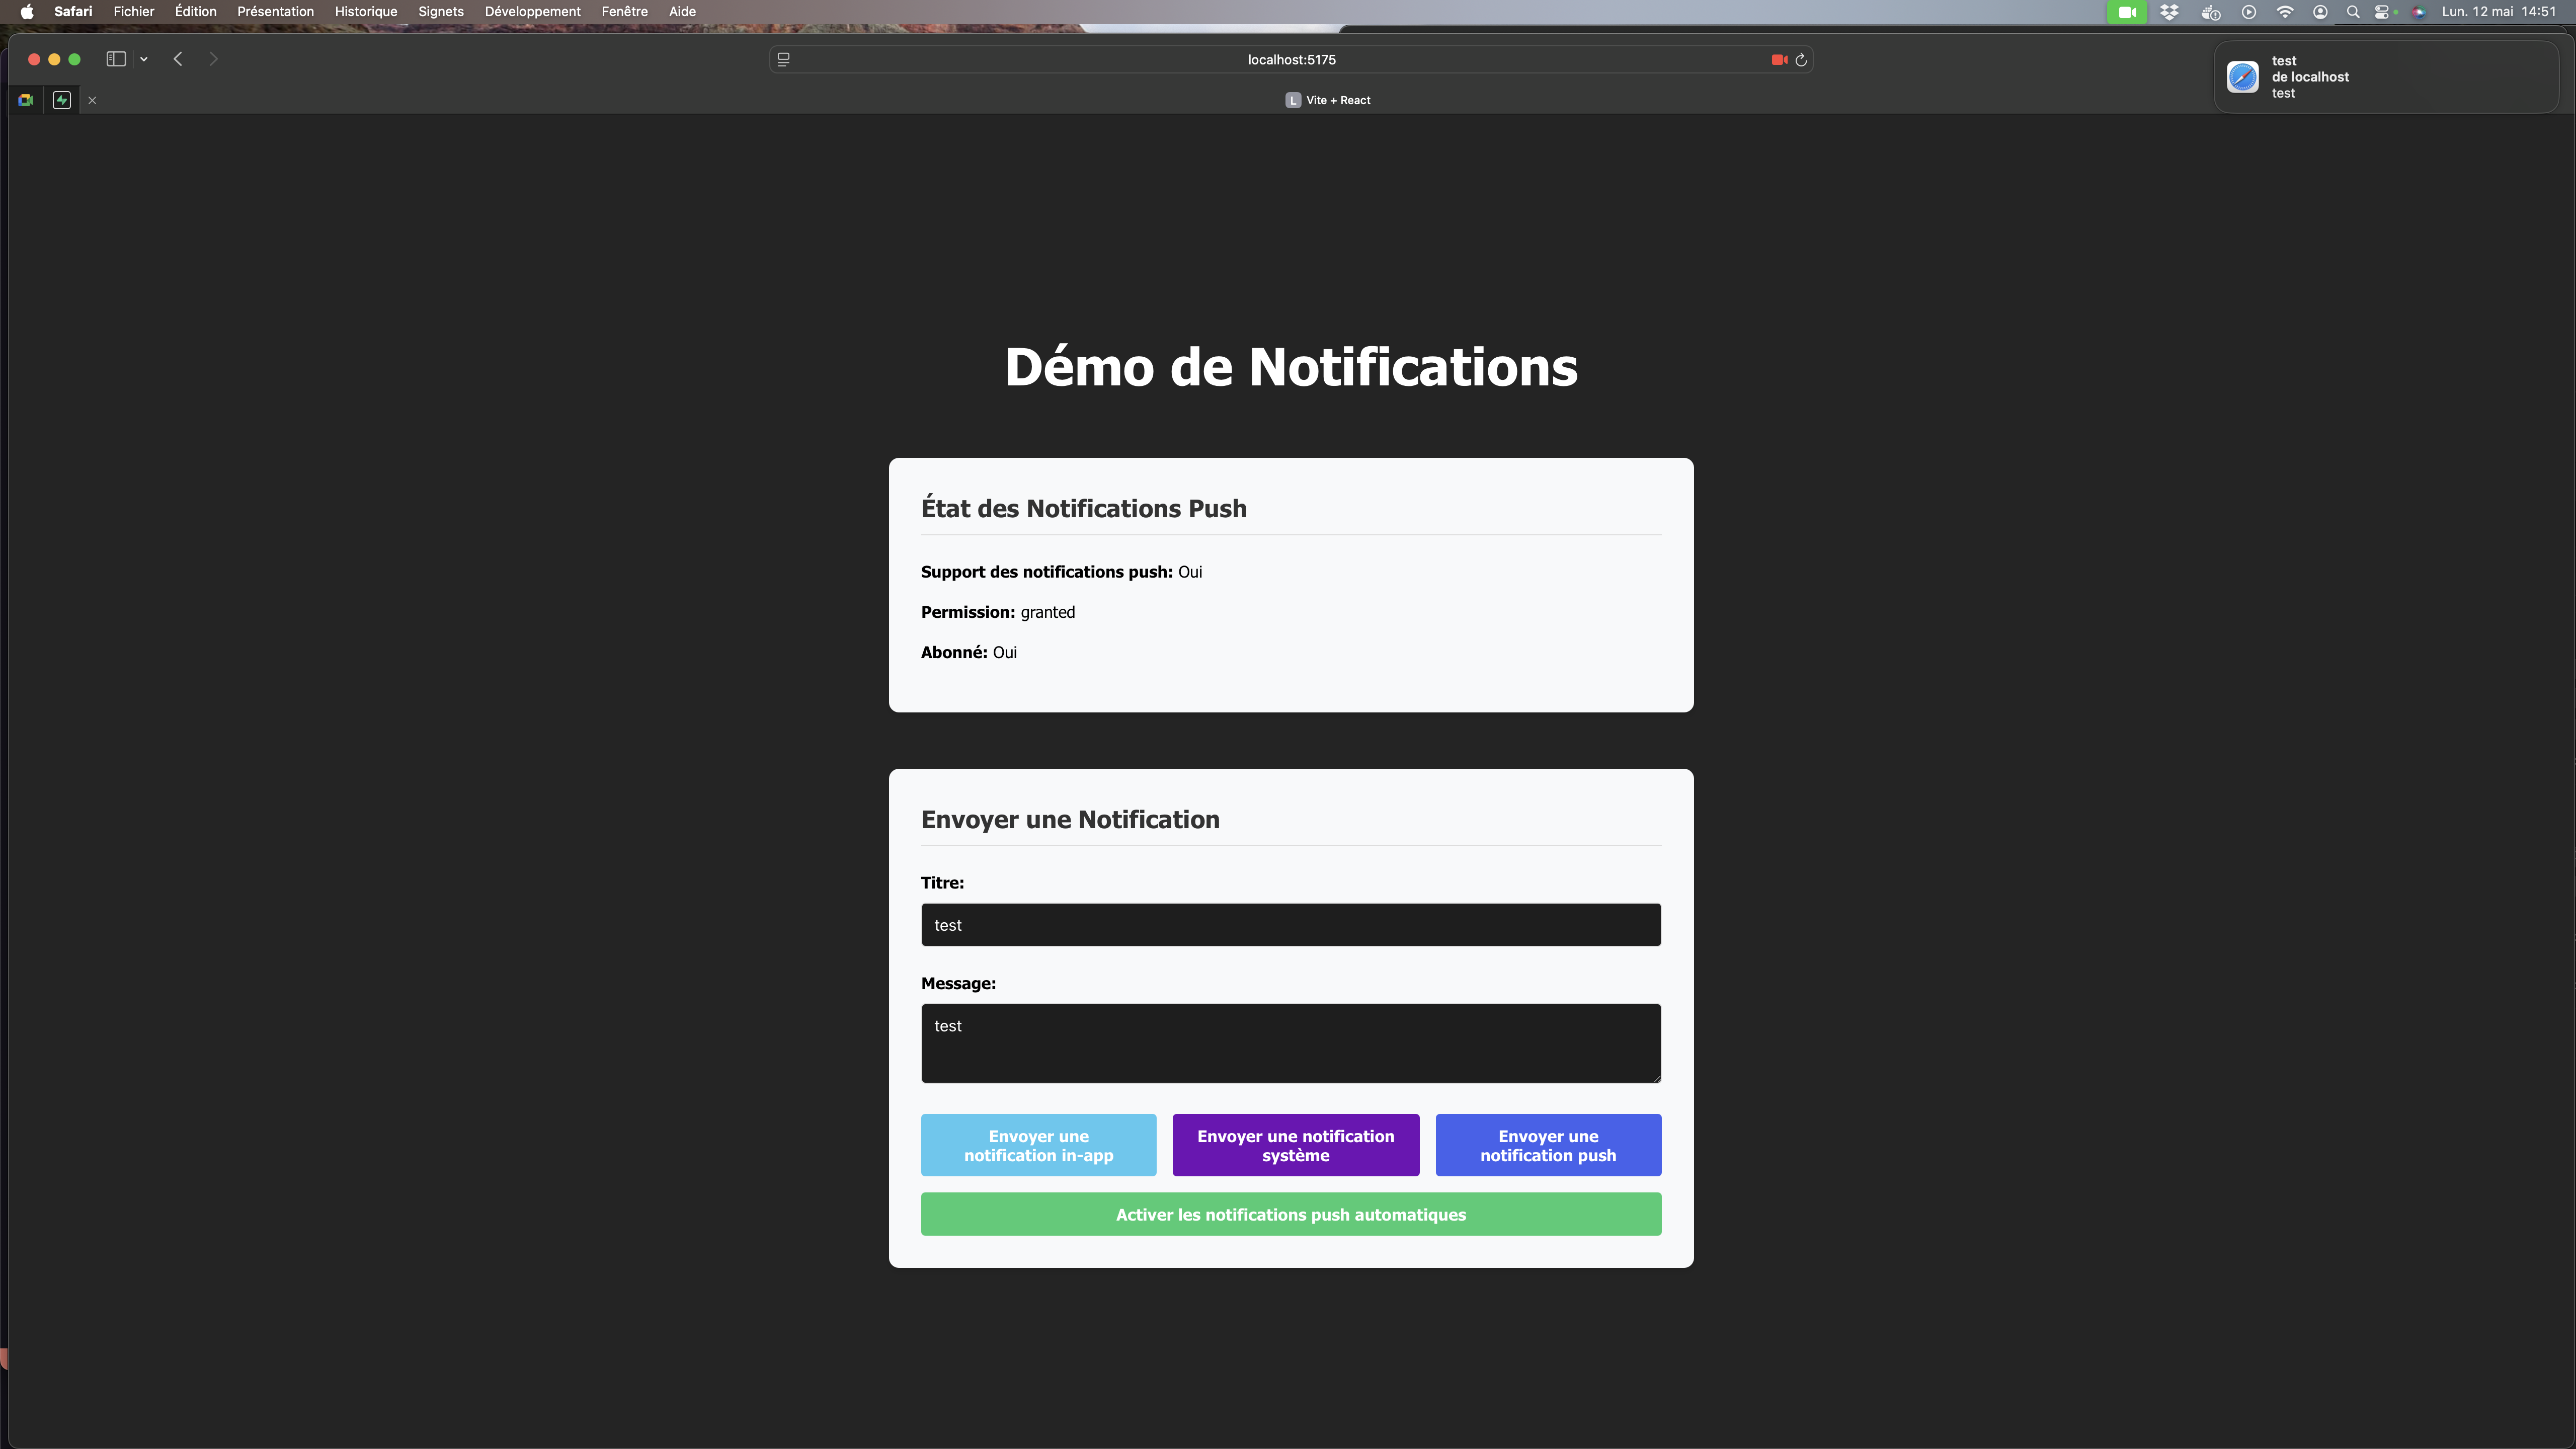 Safari Fichier Édition Présentation Historique Signets Développement Fenêtre Aide Lun. 12 mai 14:51
localhost:5175
L Vite + React
test
de localhost
test
Démo de Notifications
État des Notifications Push
Support des notifications push: Oui
Permission: granted
Abonné: Oui
Envoyer une Notification
Titre:
test
Message:
test
Envoyer une
notification in-app
Envoyer une notification
système
Envoyer une
notification push
Activer les notifications push automatiques